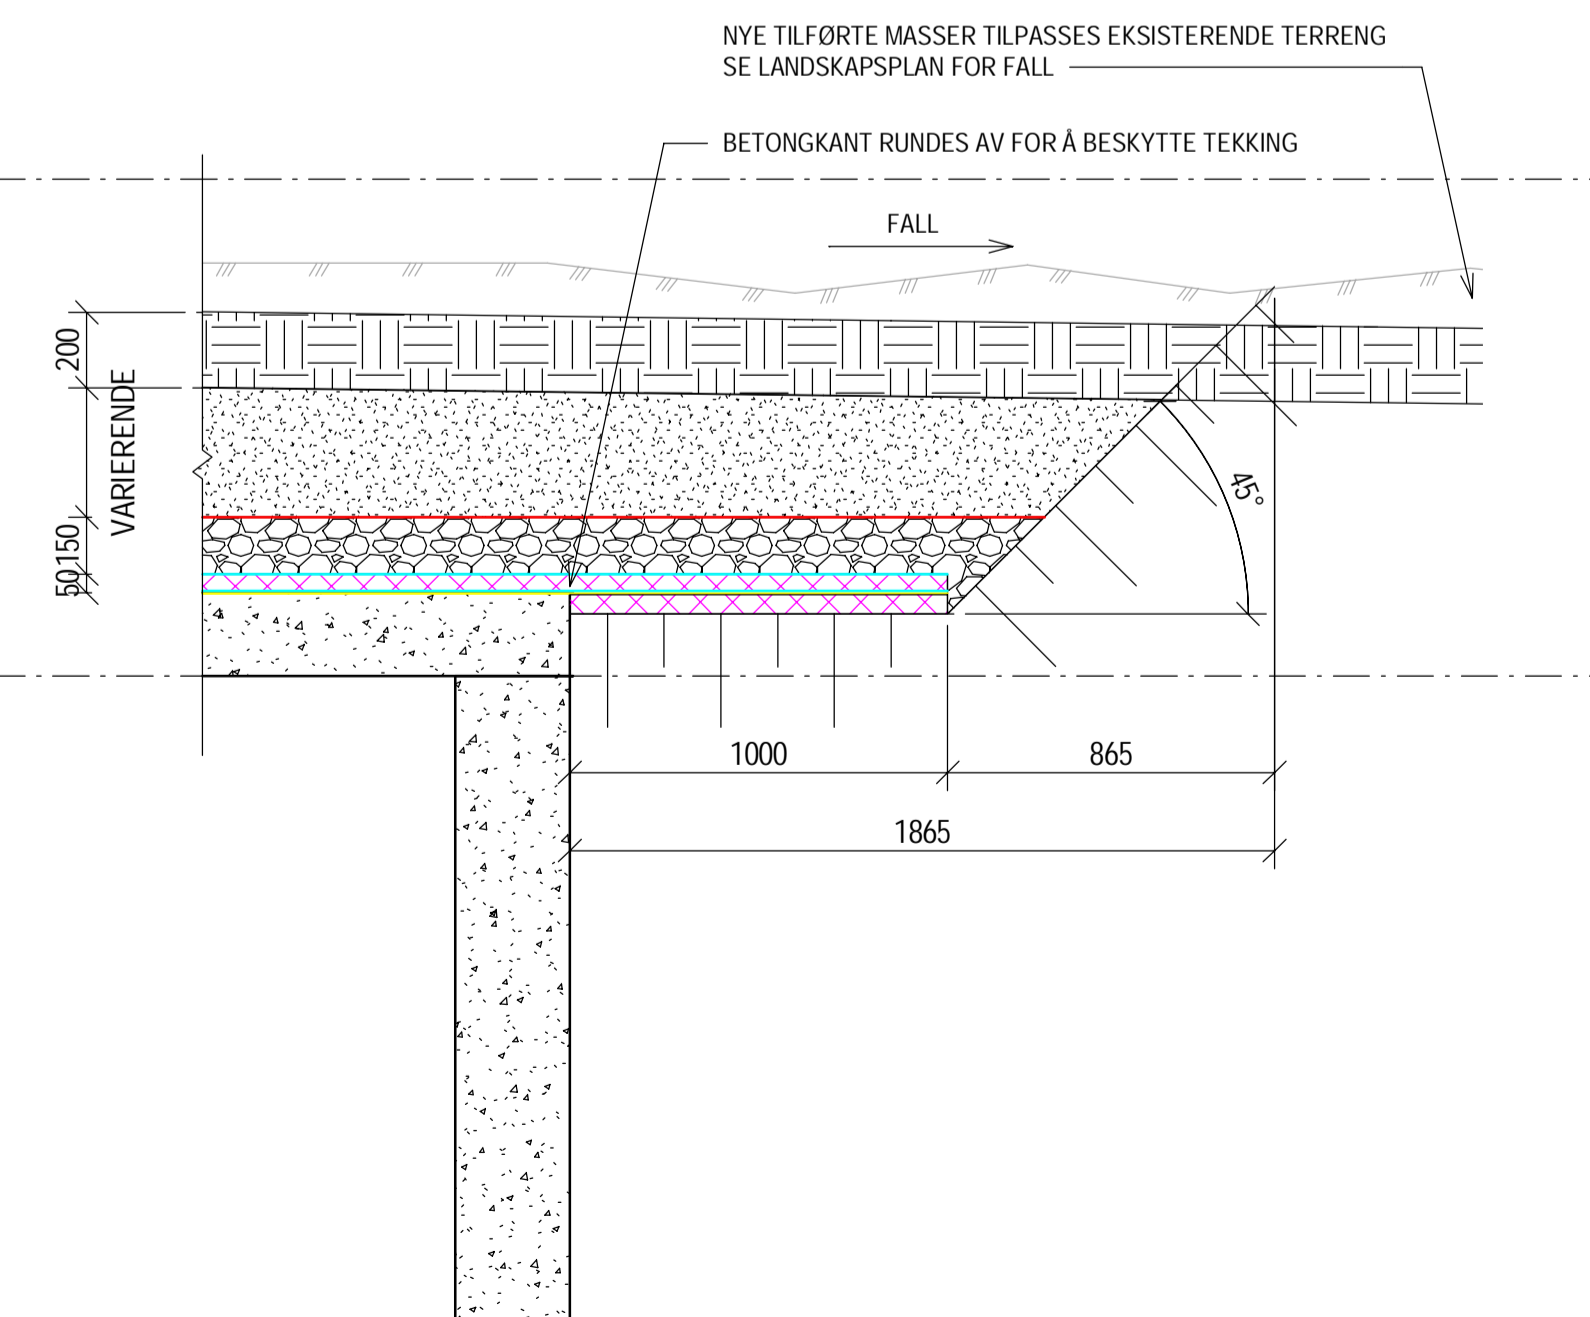 NYE TILFØRTE MASSER TILPASSES EKSISTERENDE TERRENG
SE LANDSKAPSPLAN FOR FALL
BETONGKANT RUNDES AV FOR Å BESKYTTE TEKKING
FALL
200
VARIERENDE
150
50
45°
1000
865
1865